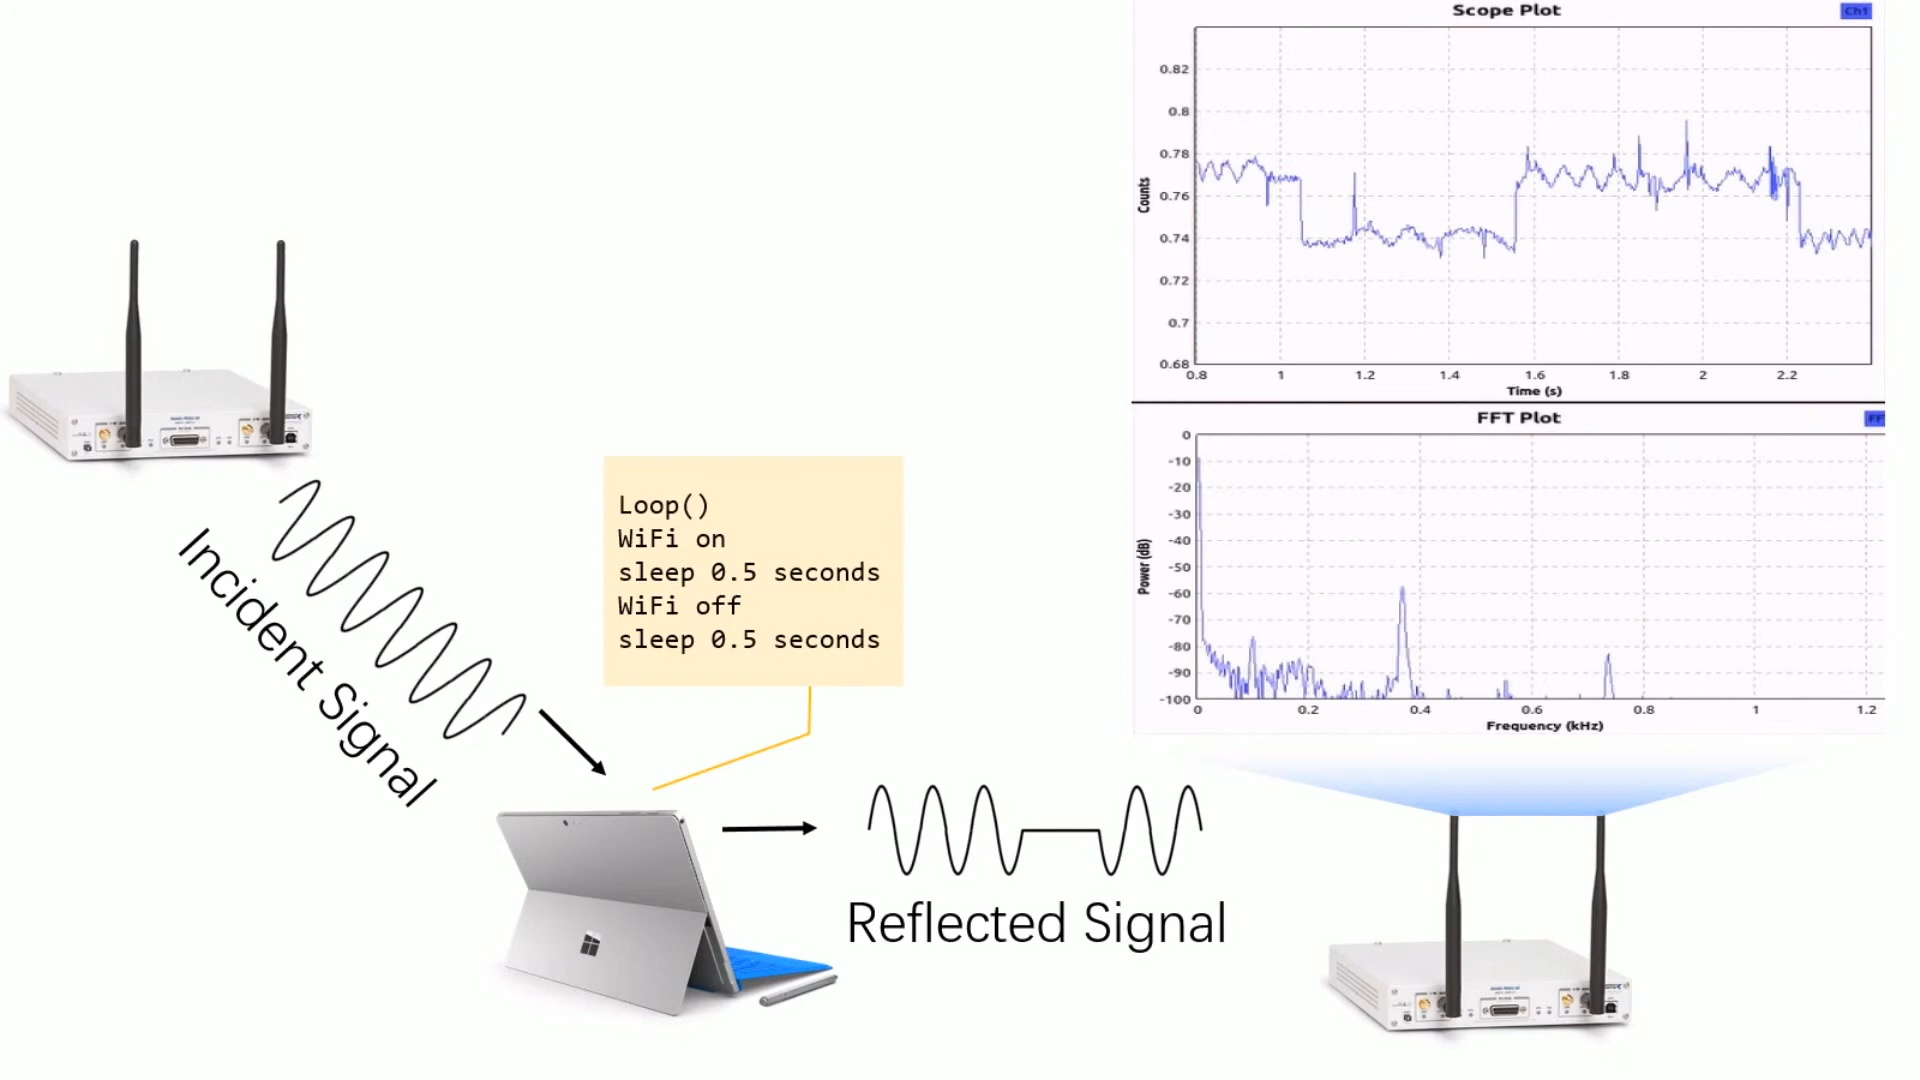 Scope Plot
Ch1
Counts
0.82
0.8
0.78
0.76
0.74
0.72
0.7
0.68
0.8
1
1.2
1.4
1.6
1.8
2
2.2
Time (s)
FFT Plot
Power (dB)
0
-10
-20
-30
-40
-50
-60
-70
-80
-90
-100
0
0.2
0.4
0.6
0.8
1
1.2
Frequency (kHz)
Loop()
WiFi on
sleep 0.5 seconds
WiFi off
sleep 0.5 seconds
Incident Signal
Reflected Signal